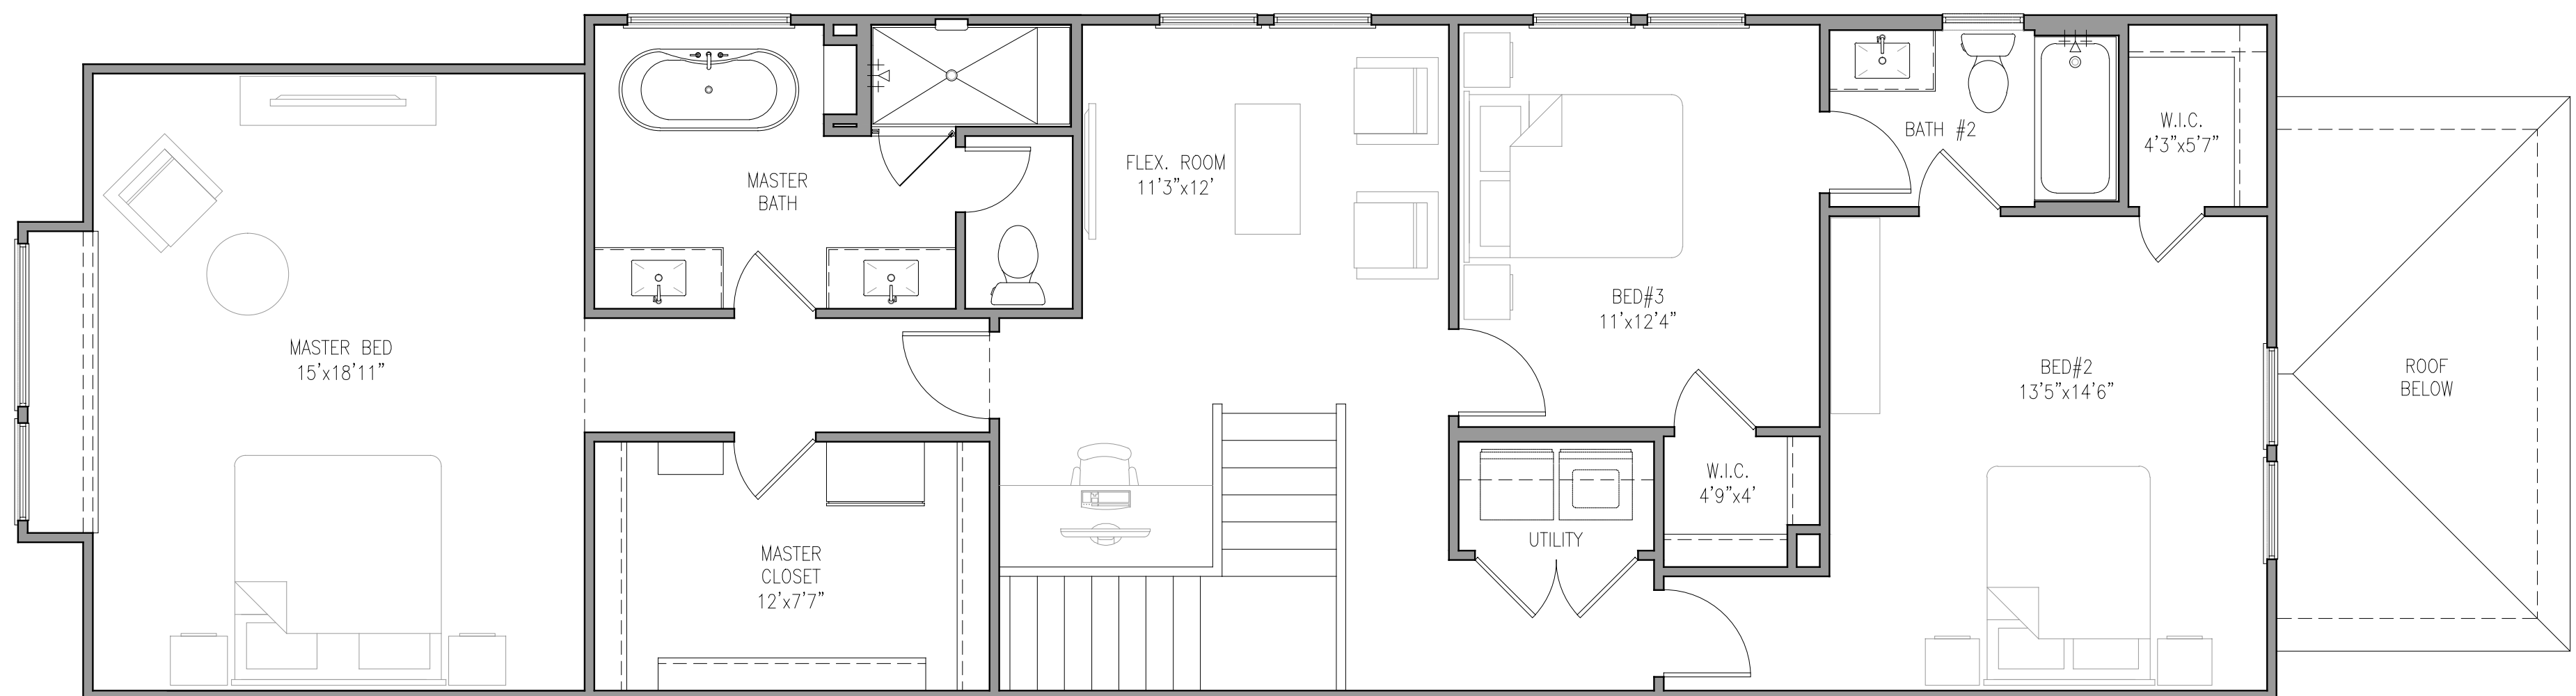 MASTER BED
15'x18'11"
MASTER
BATH
MASTER
CLOSET
12'x7'7"
FLEX. ROOM
11'3"x12'
BED#3
11'x12'4"
UTILITY
W.I.C.
4'9"x4'
BATH #2
W.I.C.
4'3"x5'7"
BED#2
13'5"x14'6"
ROOF
BELOW